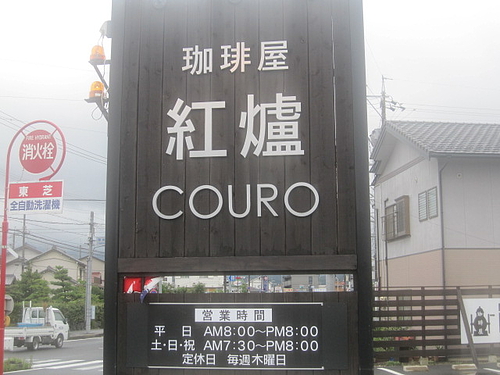 珈琲屋
紅爐
COURO
営業時間
平 日 AM8:00~PM8:00
土・日・祝 AM7:30~PM8:00
定休日 毎週木曜日
FIRE HYDRANT
消火栓
東芝
全自動洗濯機